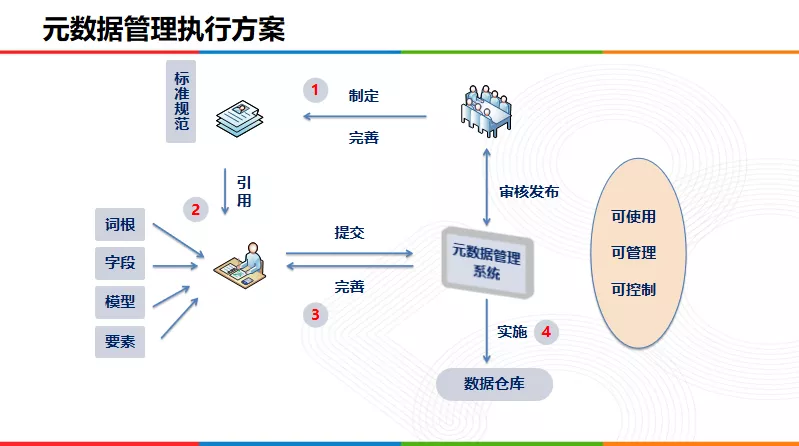 元数据管理执行方案
标准规范
1
制定
完善
引用
2
审核发布
词根
字段
模型
要素
提交
完善
3
元数据管理
系统
实施
4
数据仓库
可使用
可管理
可控制